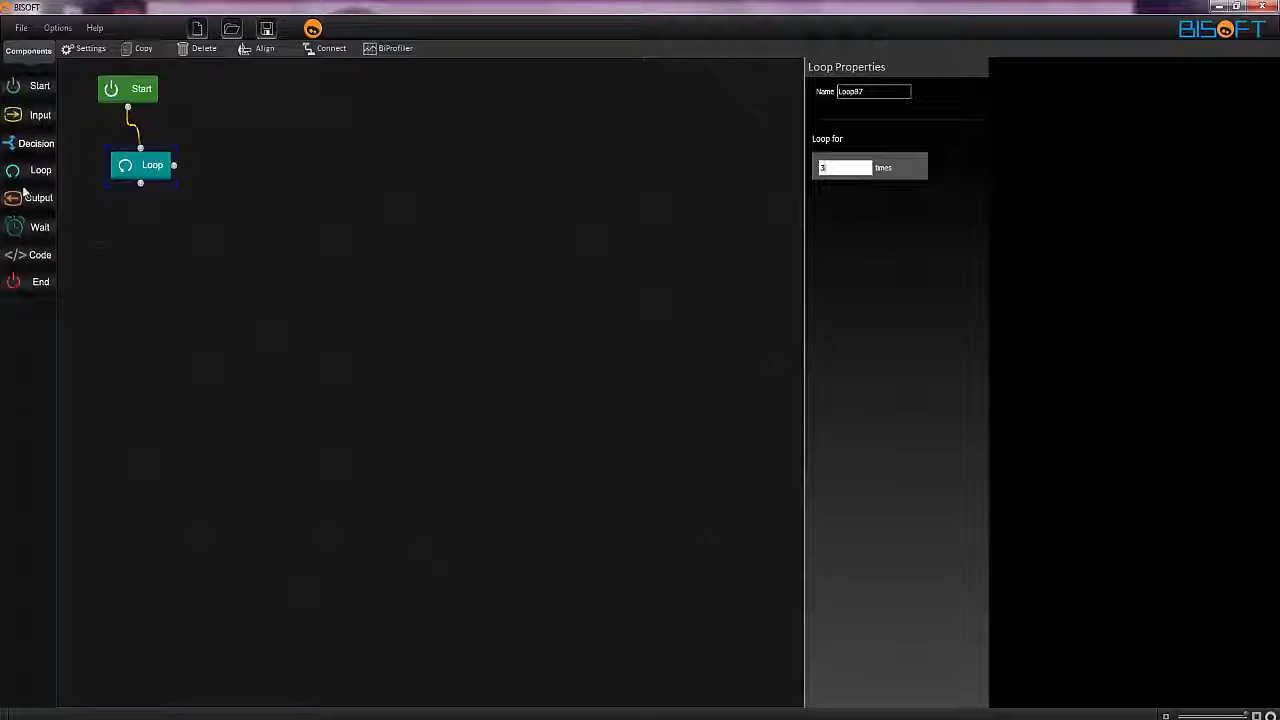 BISOFT
File Options Help
BISOFT
Components Settings Copy Delete Align Connect BiProfiler
Loop Properties
Start
Input
Decision
Loop
Output
Wait
Code
End
Start
Loop
Name Loop87
Loop for
3 times